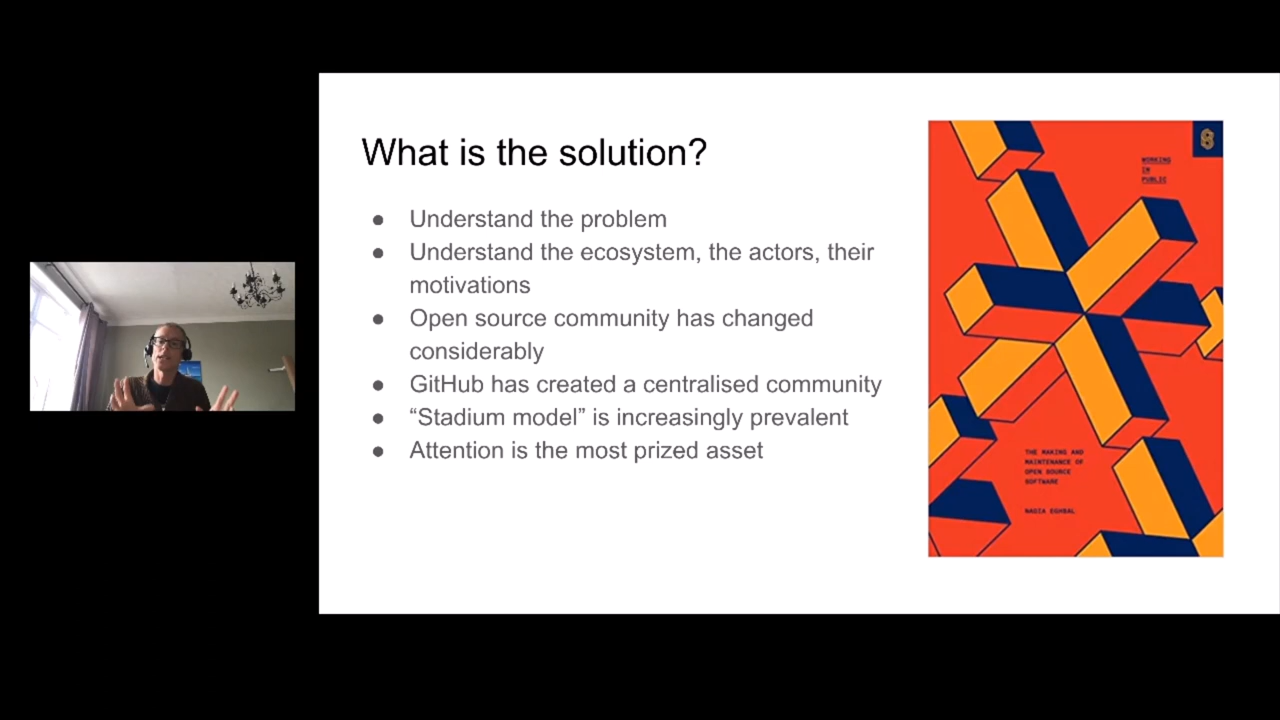 What is the solution?
● Understand the problem
● Understand the ecosystem, the actors, their
motivations
● Open source community has changed
considerably
● GitHub has created a centralised community
● “Stadium model” is increasingly prevalent
● Attention is the most prized asset
WORKING
IN
PUBLIC
THE MAKING AND
MAINTENANCE OF
OPEN SOURCE
SOFTWARE
NADIA EGHBAL